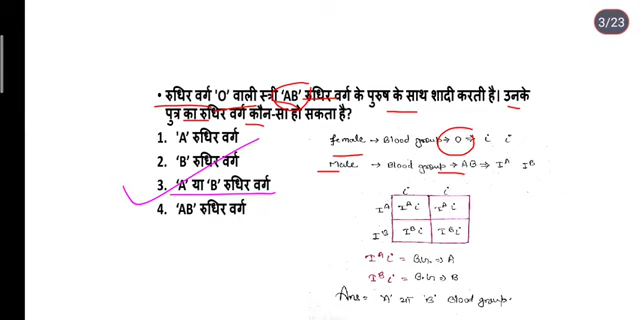 3/23
• रुधिर वर्ग 'O' वाली स्त्री 'AB' रुधिर वर्ग के पुरुष के साथ शादी करती है। उनके
पुत्र का रुधिर वर्ग कौन-सा हो सकता है?
1. 'A' रुधिर वर्ग
2. 'B' रुधिर वर्ग
3. 'A' या 'B' रुधिर वर्ग
4. 'AB' रुधिर वर्ग
female → Blood group → O → i i
Male → Blood group → AB ⇒ I^A I^B
i i
I^A I^A i I^A i
I^B I^B i I^B i
I^A i = B.G. ⇒ A
I^B i = B.G. ⇒ B
Ans = 'A' या 'B' Blood group.